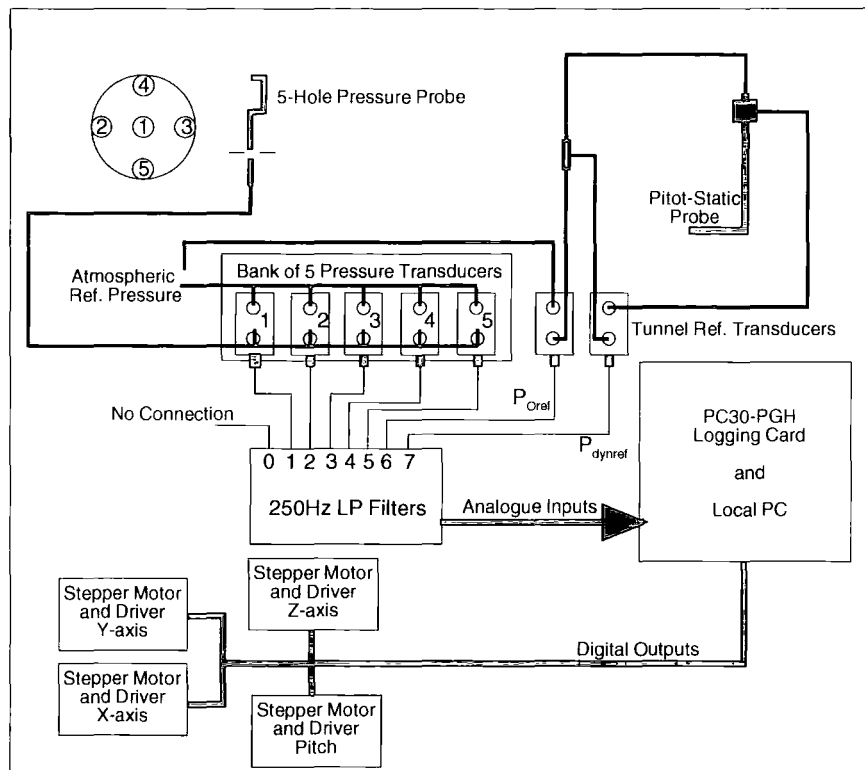 4
2 1 3
5
5-Hole Pressure Probe
Pitot-Static
Probe
Atmospheric
Ref. Pressure
Bank of 5 Pressure Transducers
1 2 3 4 5
Tunnel Ref. Transducers
P0ref
Pdynref
No Connection
0 1 2 3 4 5 6 7
250Hz LP Filters
Analogue Inputs
PC30-PGH
Logging Card
and
Local PC
Stepper Motor
and Driver
Y-axis
Stepper Motor
and Driver
Z-axis
Digital Outputs
Stepper Motor
and Driver
X-axis
Stepper Motor
and Driver
Pitch